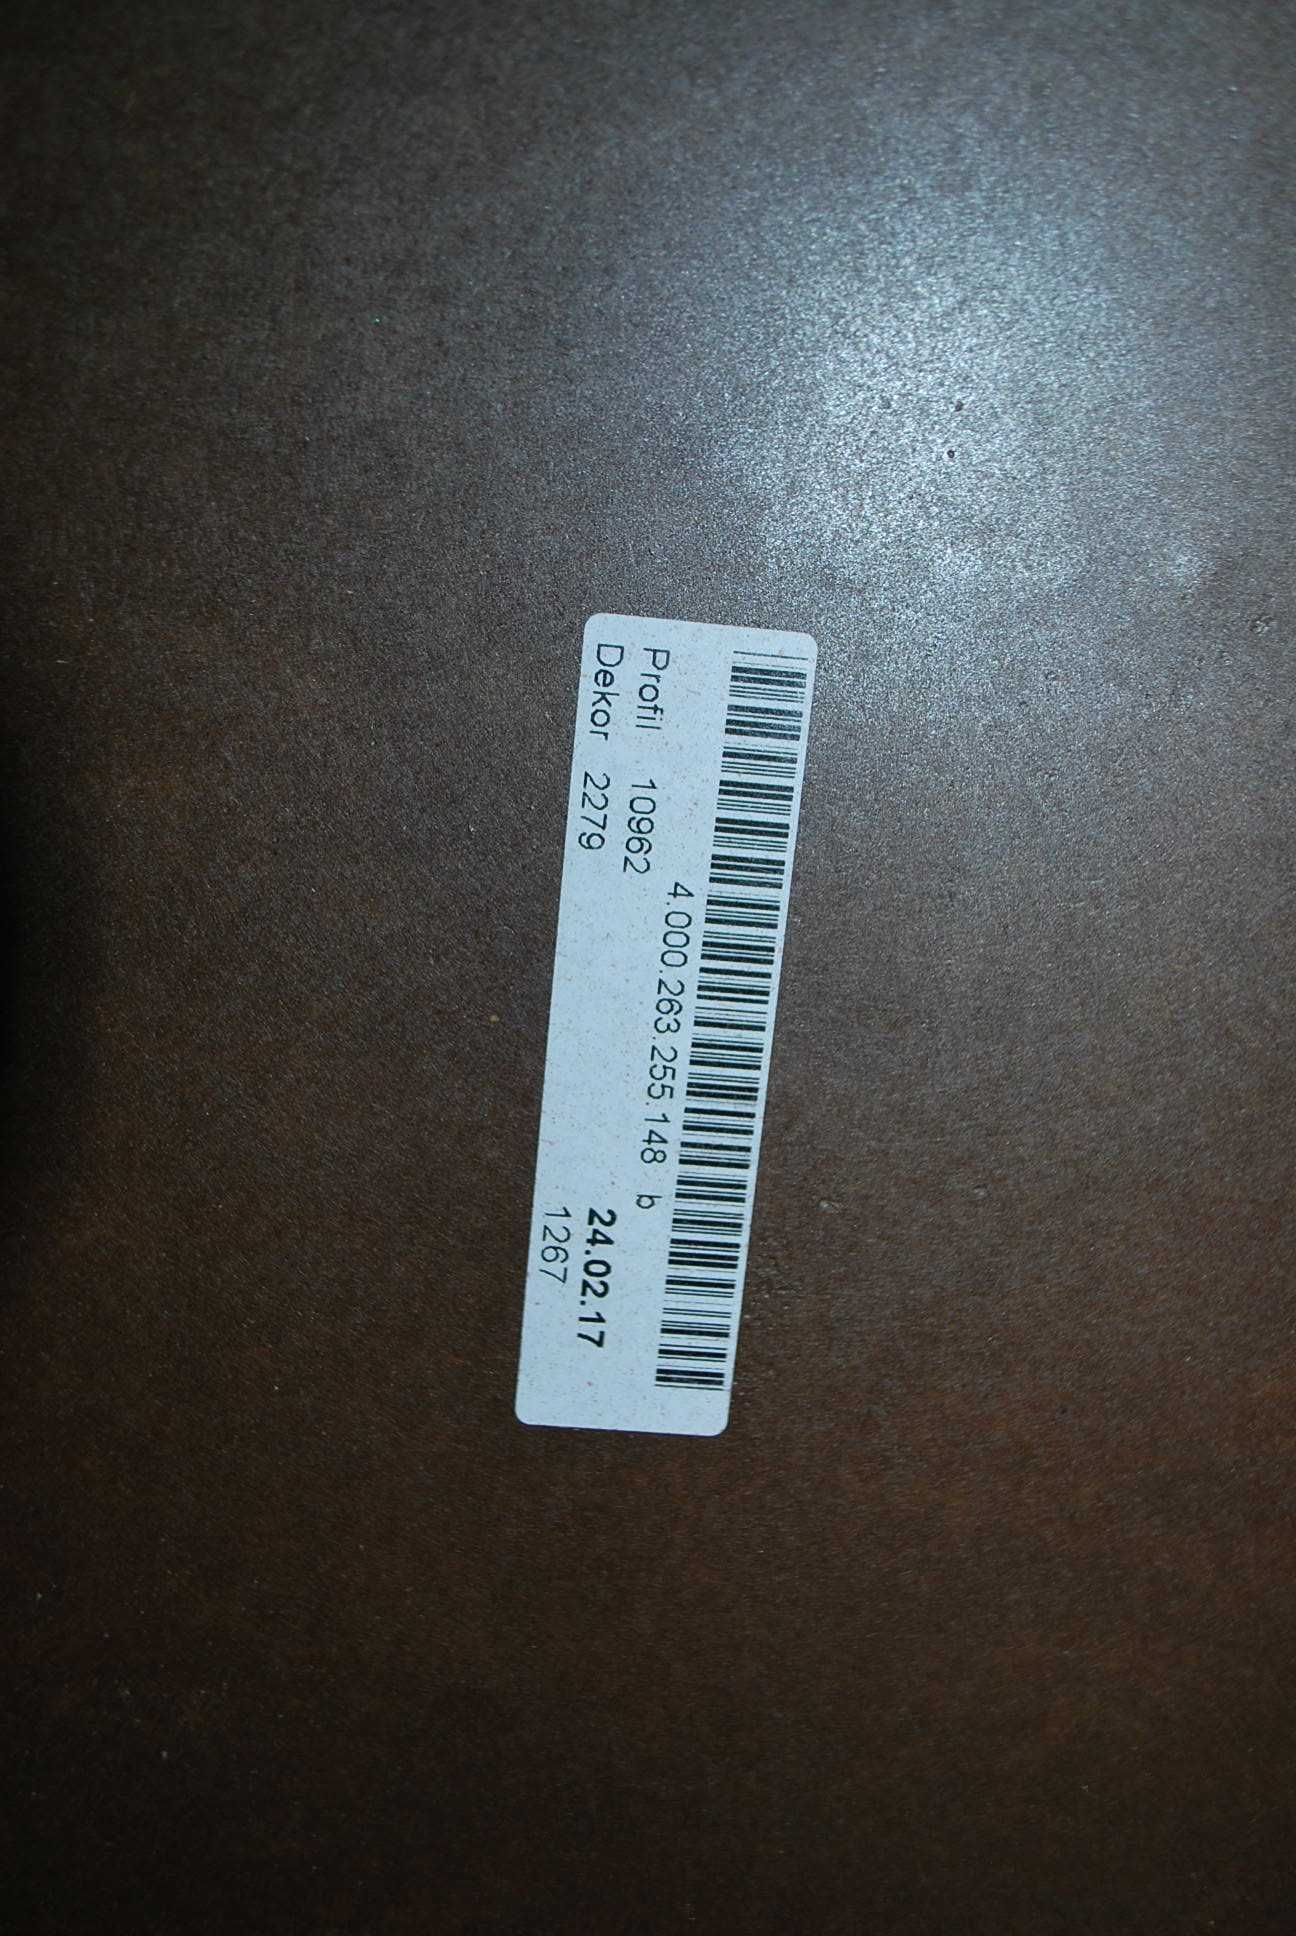 4.000.263.255.148 b
Profil 10962
24.02.17
Dekor 2279
1267